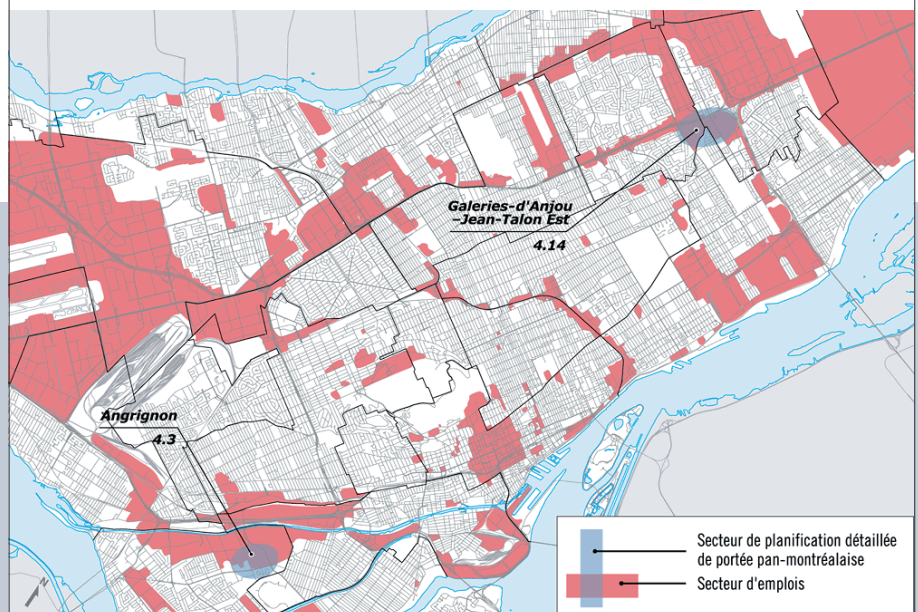 Galeries-d'Anjou
-Jean-Talon Est
4.14
Angrignon
4.3
Secteur de planification détaillée
de portée pan-montréalaise
Secteur d'emplois
N